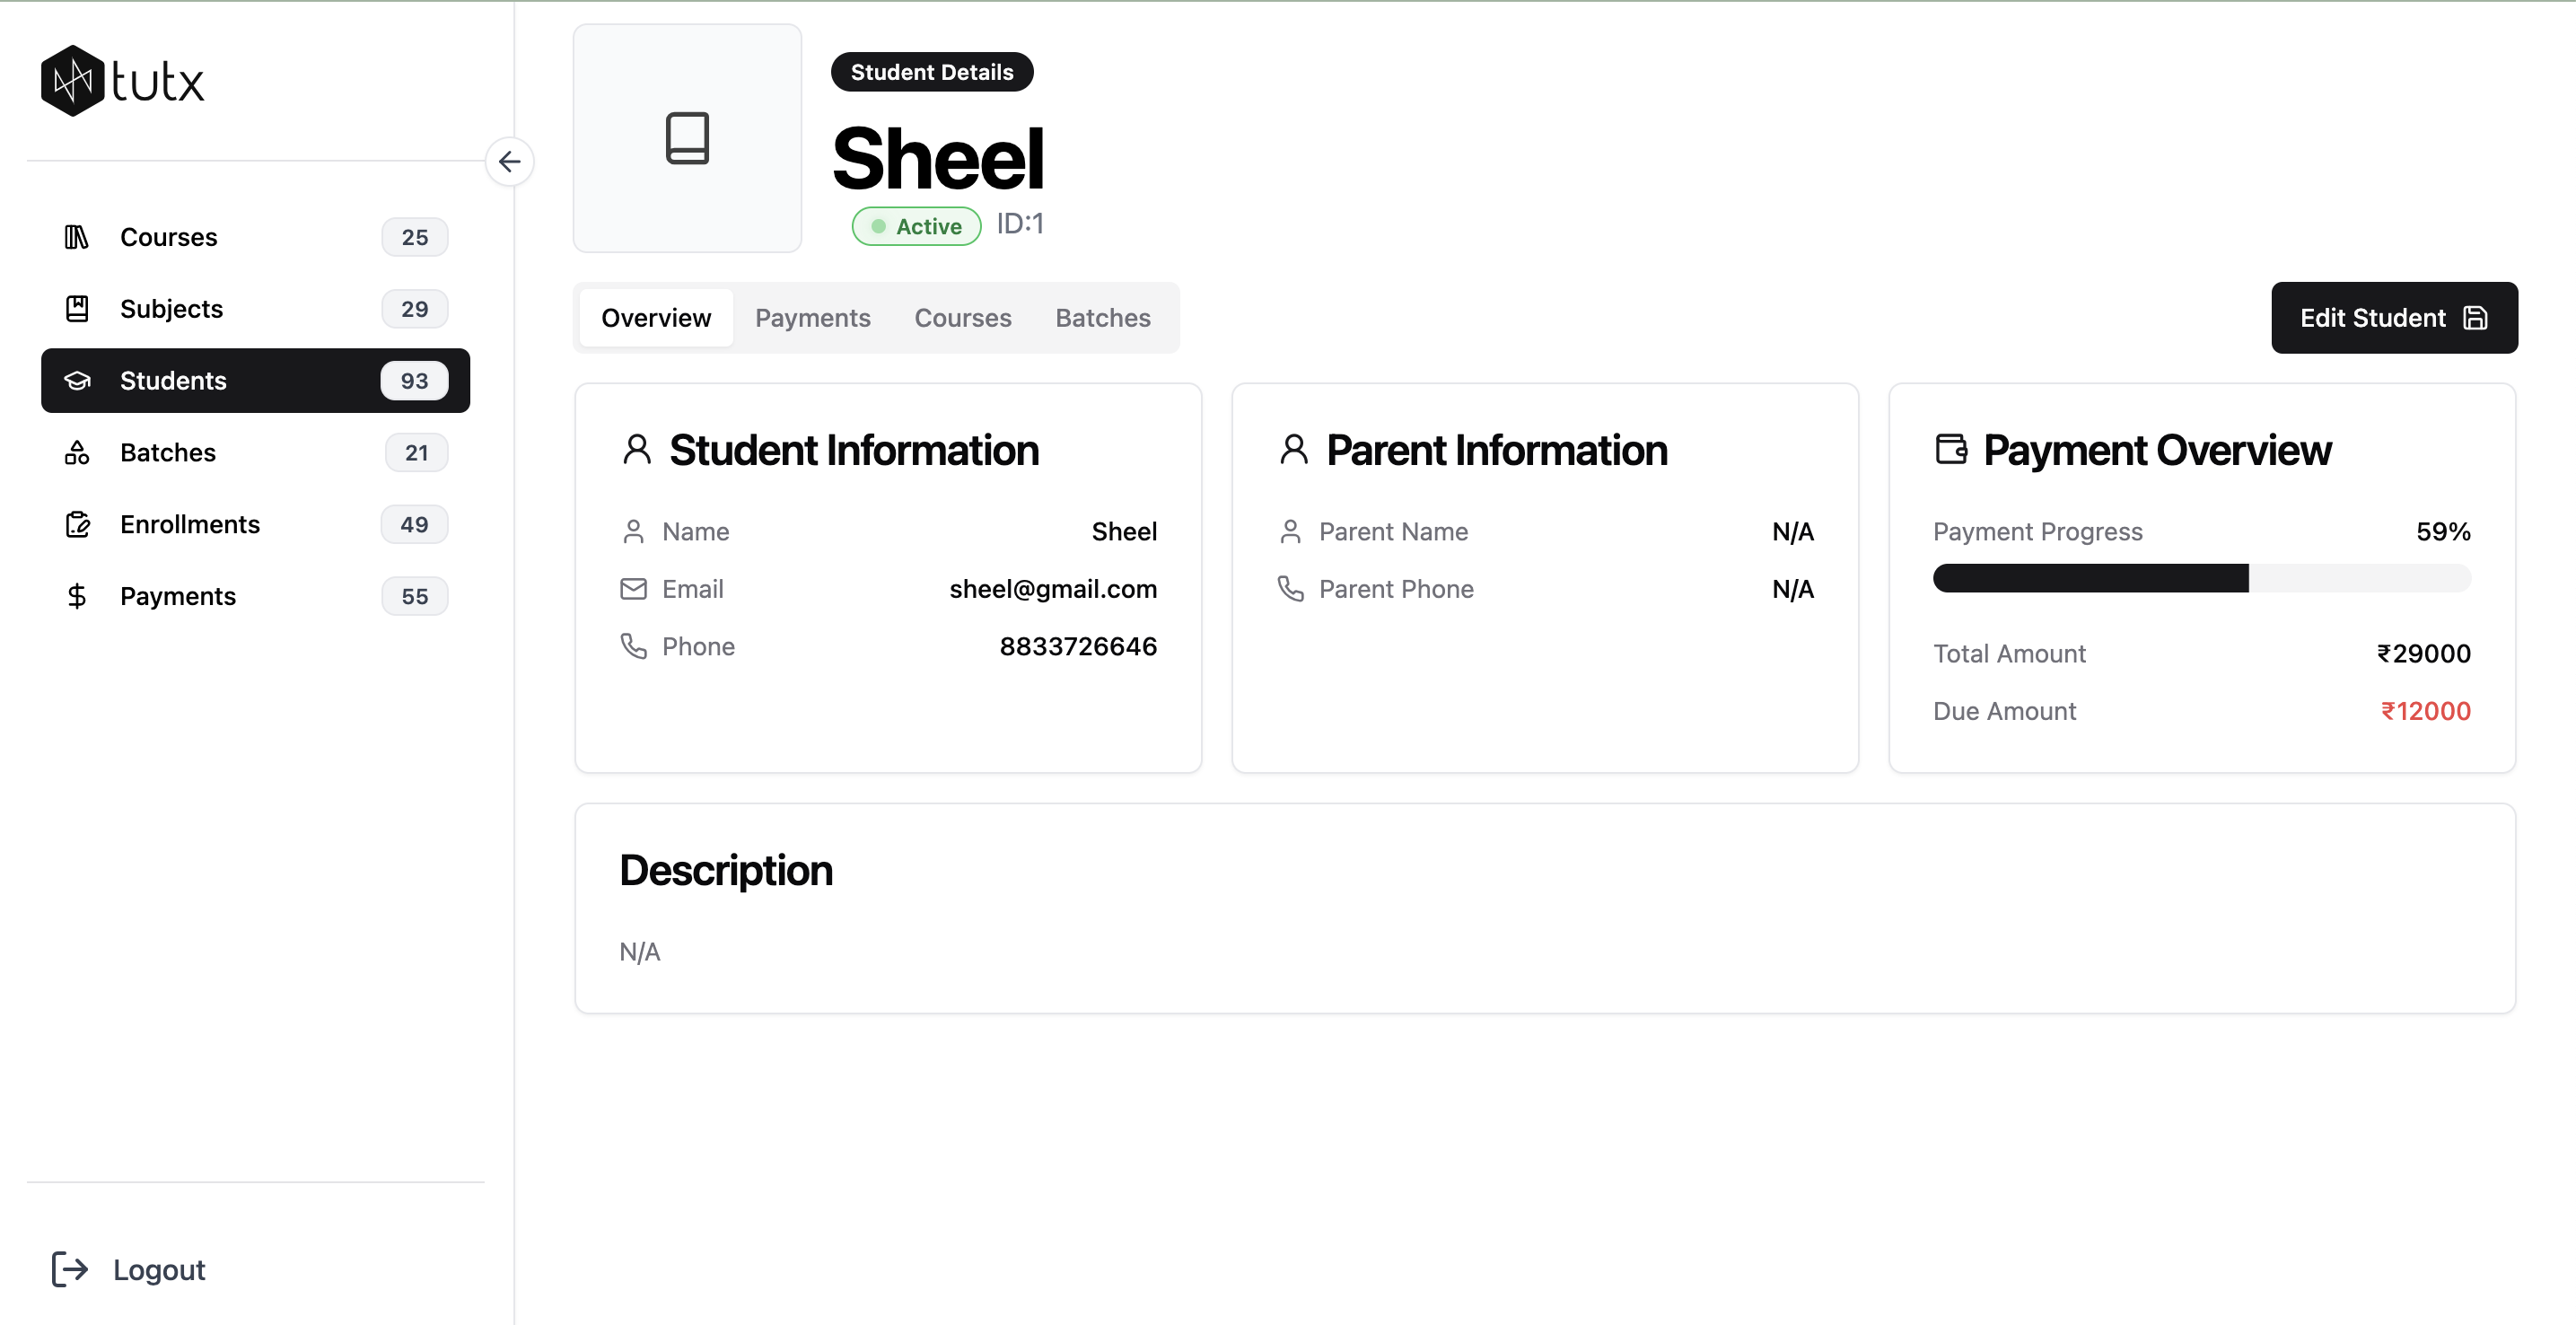 tutx
Courses 25
Subjects 29
Students 93
Batches 21
Enrollments 49
Payments 55
Logout
Student Details
Sheel
Active ID:1
Overview Payments Courses Batches
Edit Student
Student Information
Name Sheel
Email sheel@gmail.com
Phone 8833726646
Parent Information
Parent Name N/A
Parent Phone N/A
Payment Overview
Payment Progress 59%
Total Amount ₹29000
Due Amount ₹12000
Description
N/A